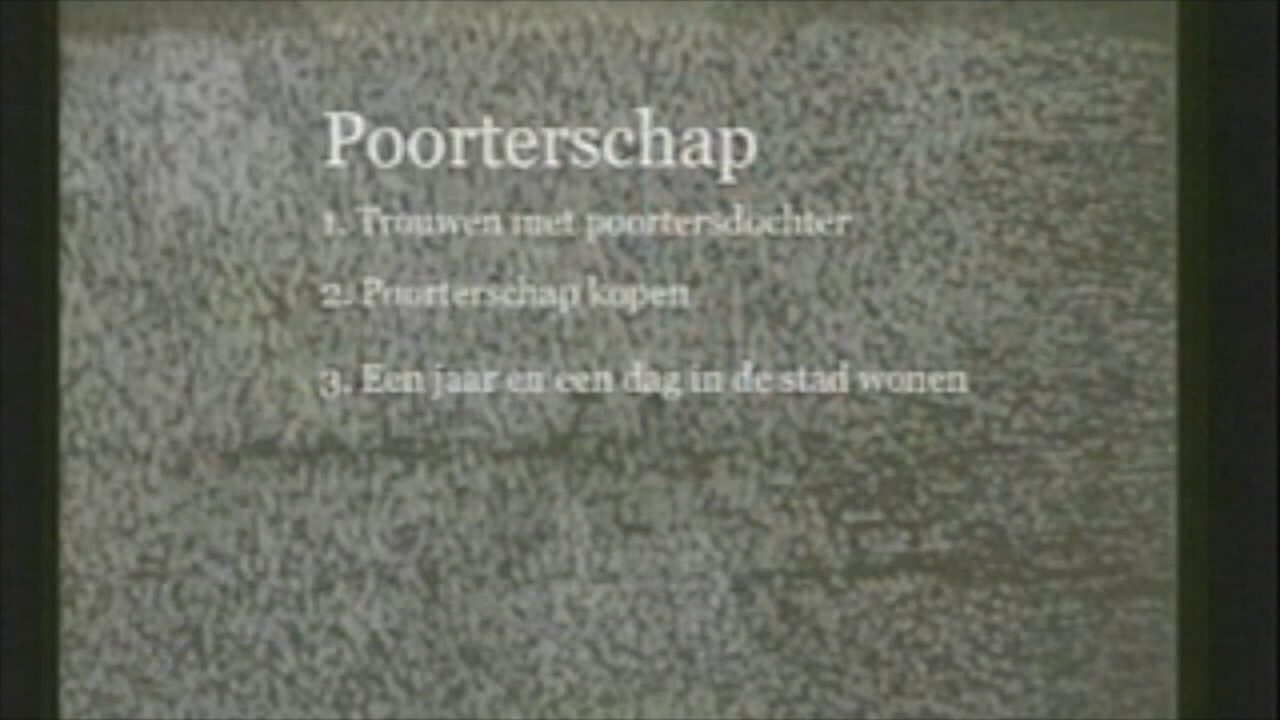 Poorterschap
1. Trouwen met poortersdochter
2. Poorterschap kopen
3. Een jaar en een dag in de stad wonen